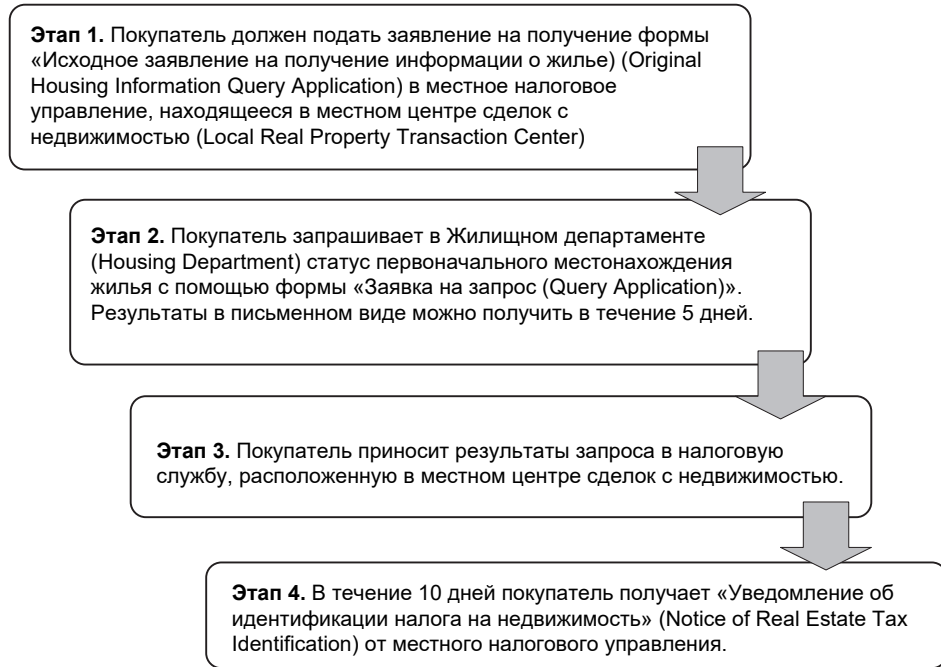 Этап 1. Покупатель должен подать заявление на получение формы
«Исходное заявление на получение информации о жилье) (Original
Housing Information Query Application) в местное налоговое
управление, находящееся в местном центре сделок с
недвижимостью (Local Real Property Transaction Center)
Этап 2. Покупатель запрашивает в Жилищном департаменте
(Housing Department) статус первоначального местонахождения
жилья с помощью формы «Заявка на запрос (Query Application)».
Результаты в письменном виде можно получить в течение 5 дней.
Этап 3. Покупатель приносит результаты запроса в налоговую
службу, расположенную в местном центре сделок с недвижимостью.
Этап 4. В течение 10 дней покупатель получает «Уведомление об
идентификации налога на недвижимость» (Notice of Real Estate Tax
Identification) от местного налогового управления.